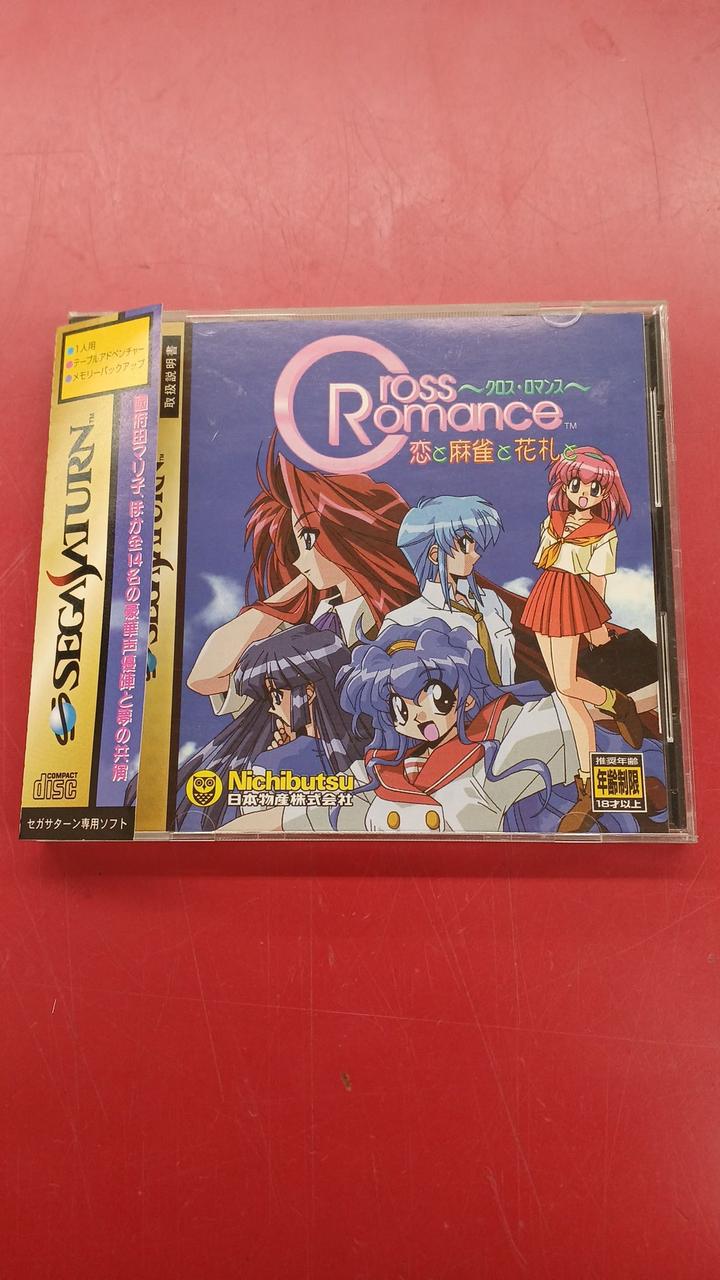 ●1人用
●テーブルアドベンチャー
●メモリーバックアップ
SEGA SATURN™
國府田マリ子、ほか全14名の豪華声優陣と夢の共演
COMPACT
disc
セガサターン専用ソフト
取扱説明書
Cross
〜クロス・ロマンス〜
Romance™
恋と麻雀と花札と
Nichibutsu
日本物産株式会社
推奨年齢
年齢制限
18才以上